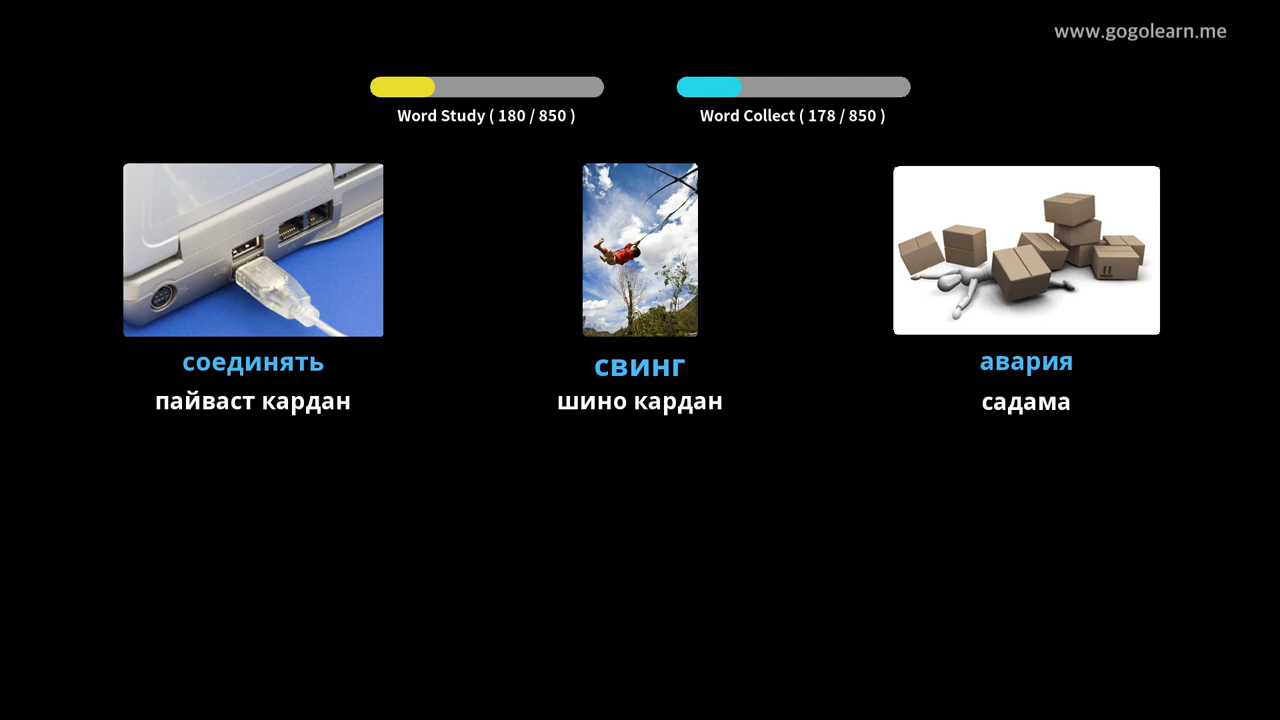 www.gogolearn.me
Word Study ( 180 / 850 )
Word Collect ( 178 / 850 )
соединять
пайваст кардан
свинг
шино кардан
авария
садама